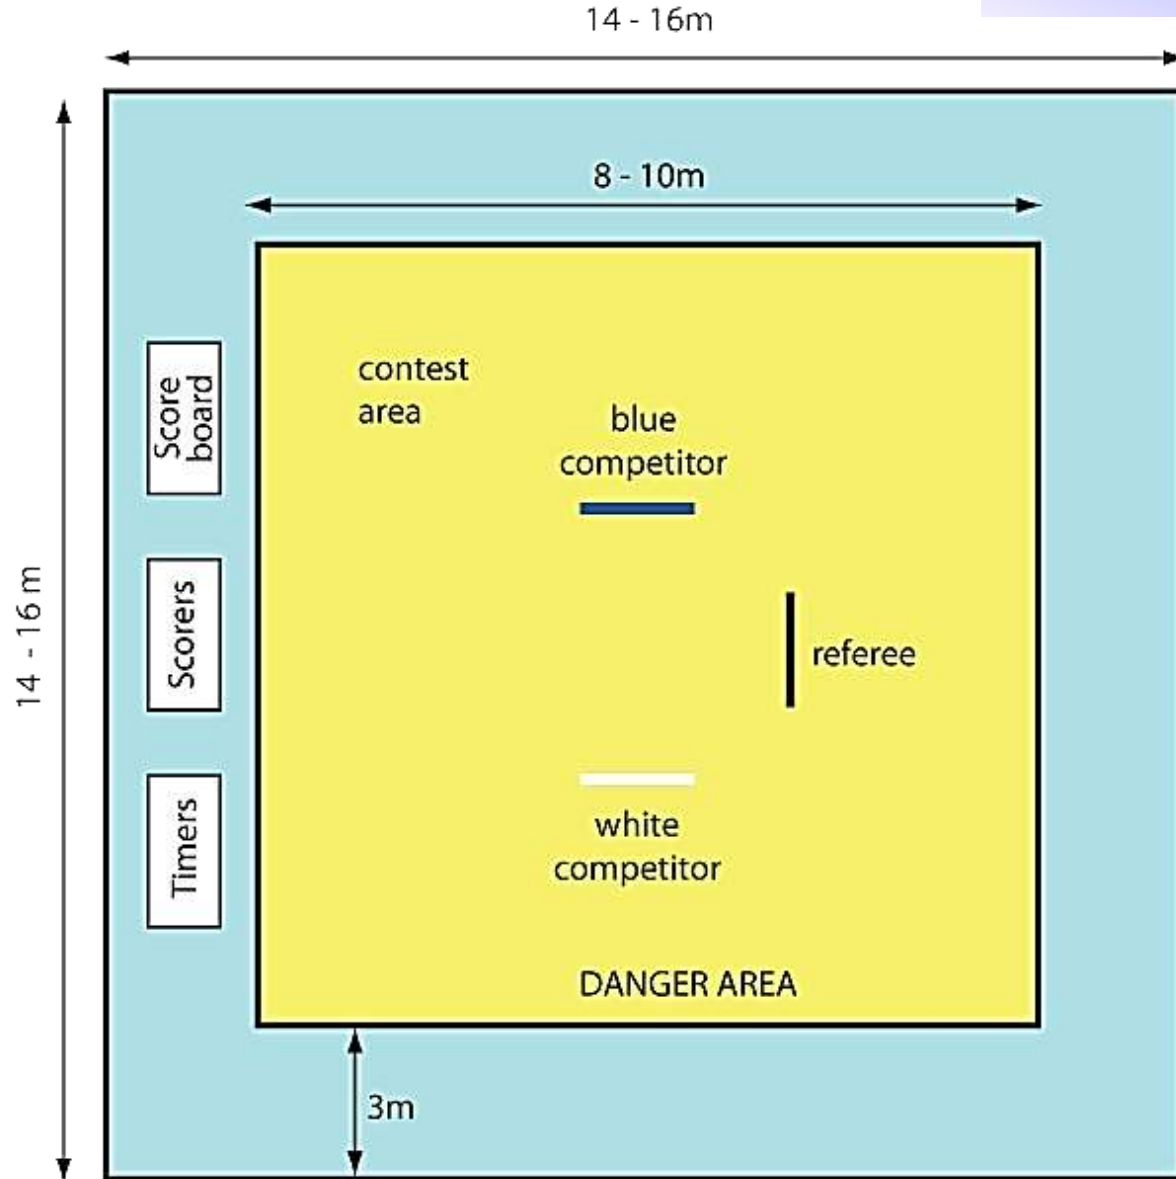 14 - 16m
8 - 10m
contest
area
blue
competitor
Score
board
14 - 16 m
Scorers
referee
Timers
white
competitor
DANGER AREA
3m